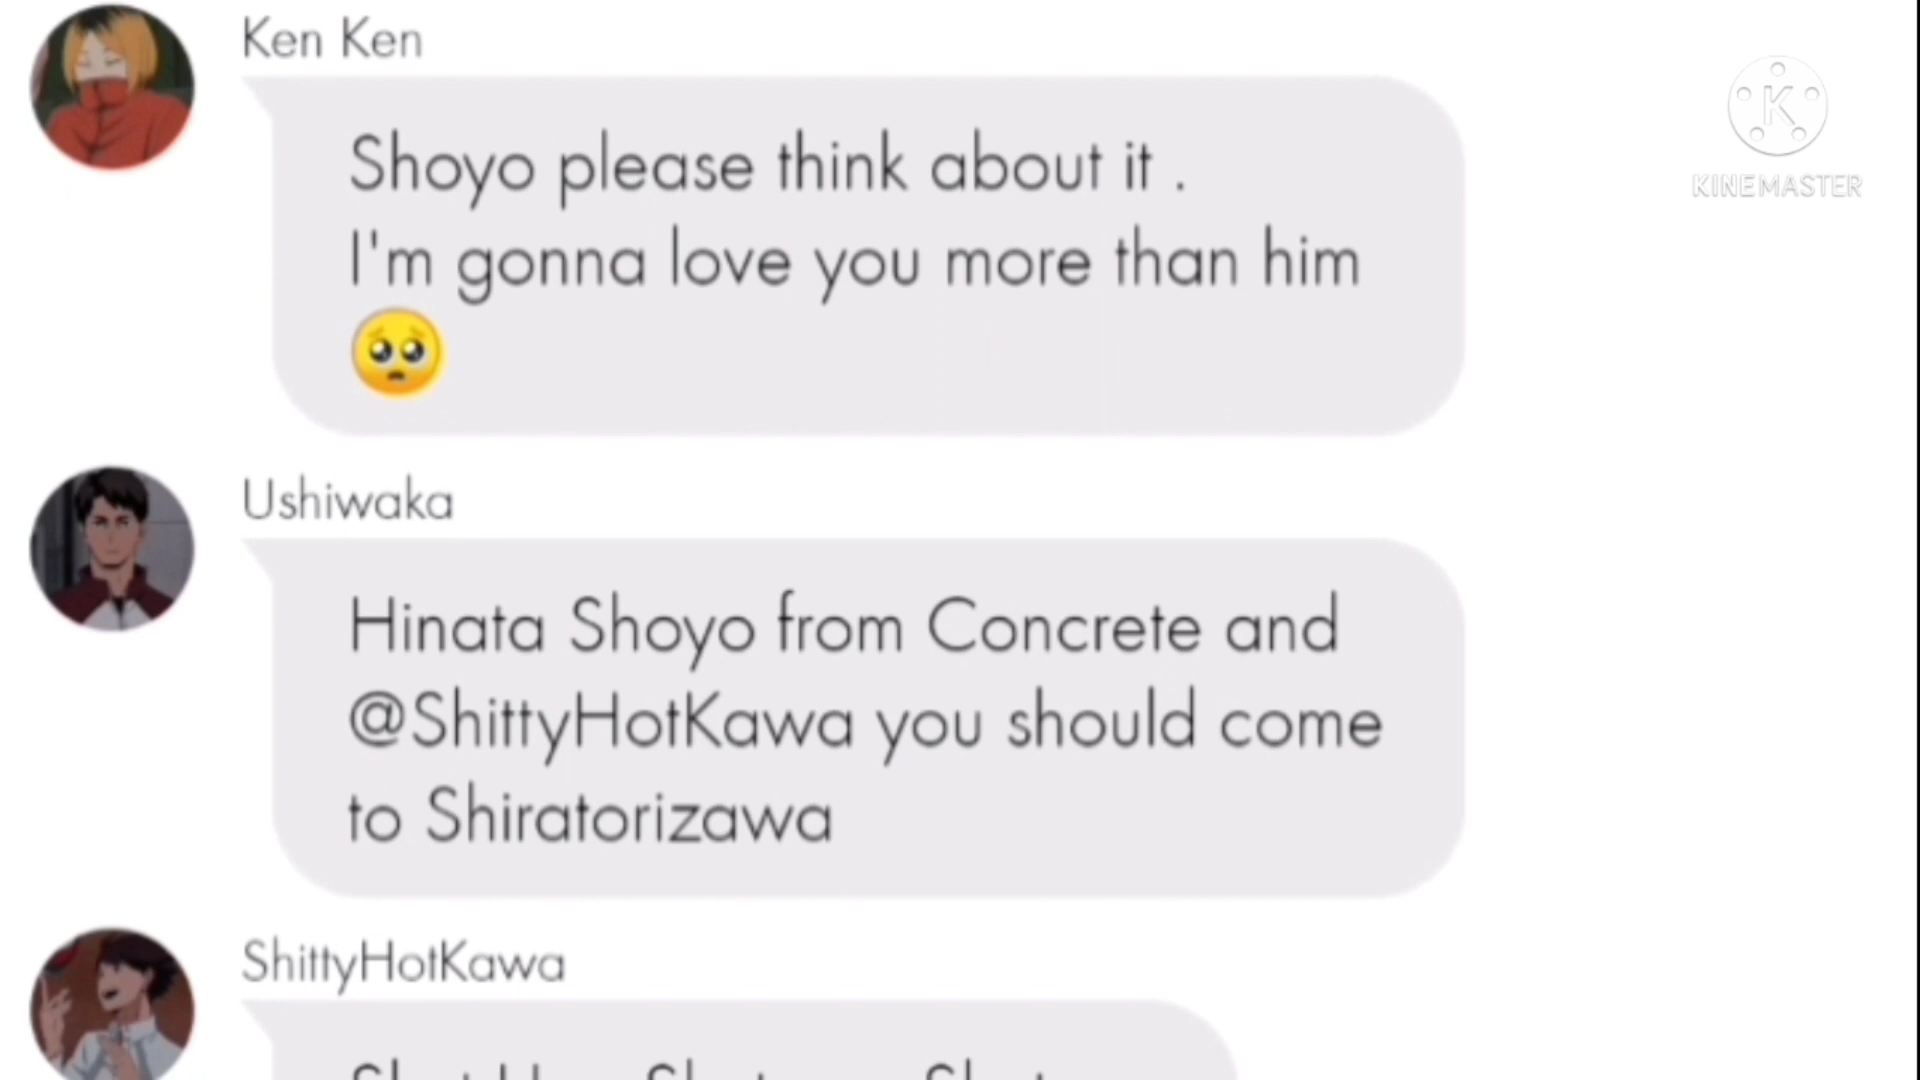 Ken Ken
Shoyo please think about it .
I'm gonna love you more than him
🥺
KINEMASTER
Ushiwaka
Hinata Shoyo from Concrete and
@ShittyHotKawa you should come
to Shiratorizawa
ShittyHotKawa